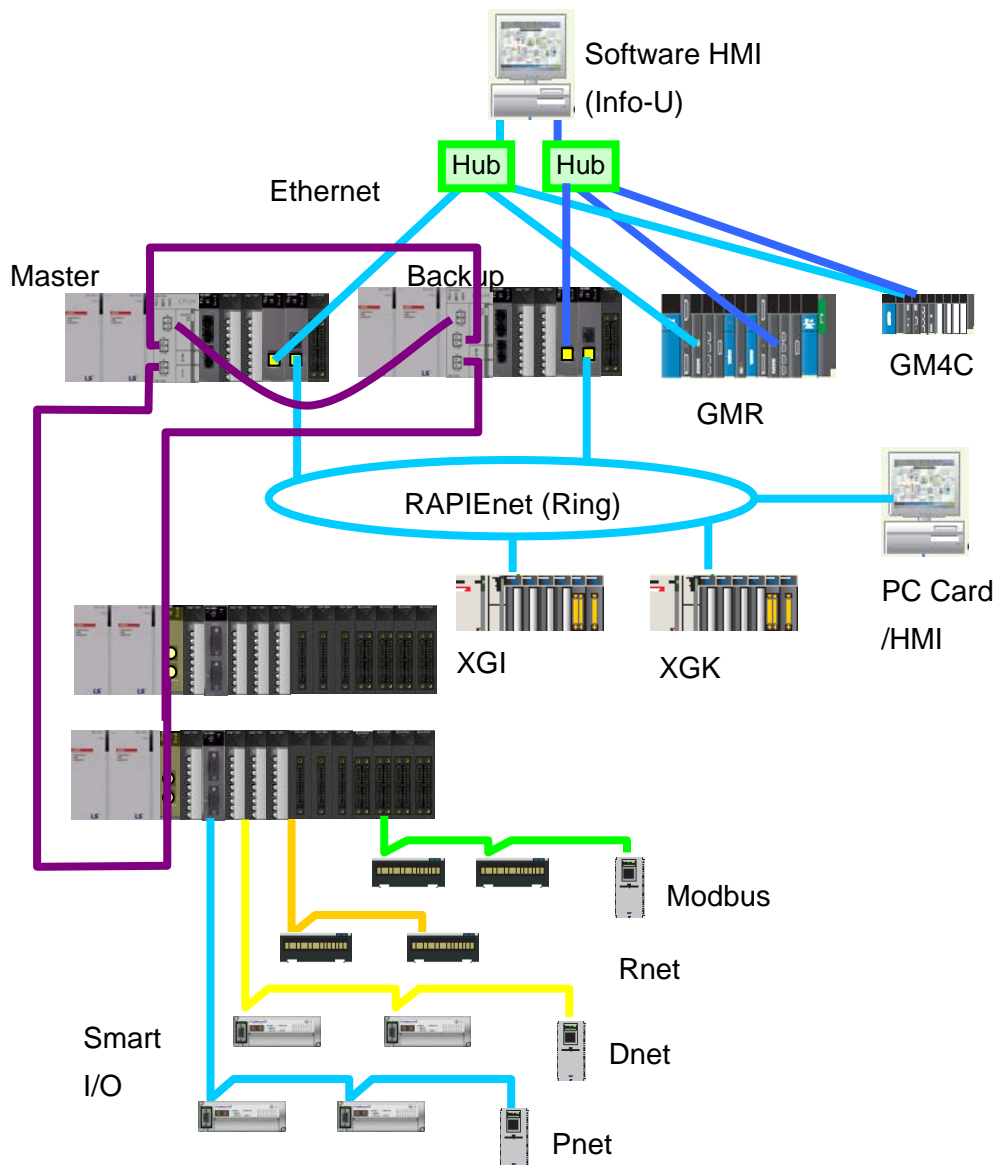 Software HMI
(Info-U)
Hub
Hub
Ethernet
Master
Backup
GM4C
GMR
RAPIEnet (Ring)
PC Card
/HMI
XGI
XGK
Modbus
Rnet
Smart
I/O
Dnet
Pnet